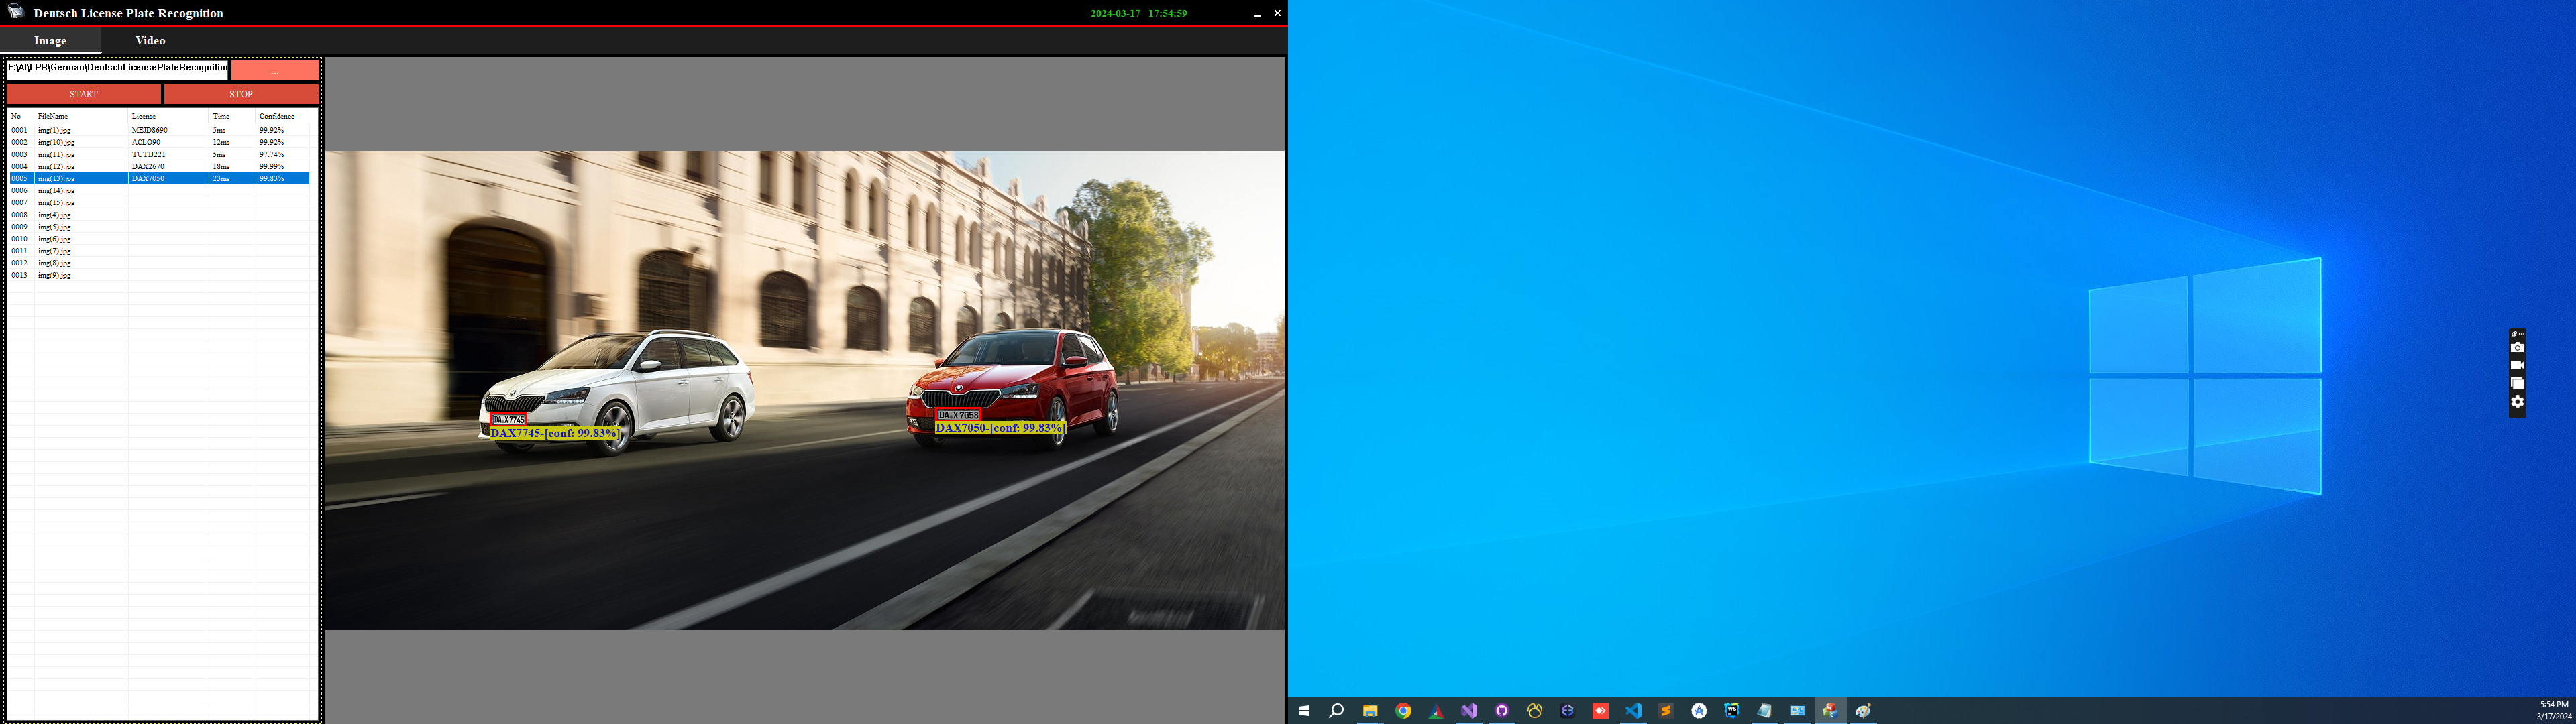 Deutsch License Plate Recognition
2024-03-17 17:54:59
Image Video
F:\AI\LPR\German\DeutschLicensePlateRecognition
...
START STOP
No FileName License Time Confidence
0001 img(1).jpg MEJD8690 5ms 99.92%
0002 img(10).jpg ACLO90 12ms 99.92%
0003 img(11).jpg TUTIJ221 5ms 97.74%
0004 img(12).jpg DAX2670 18ms 99.99%
0005 img(13).jpg DAX7050 23ms 99.83%
0006 img(14).jpg
0007 img(15).jpg
0008 img(4).jpg
0009 img(5).jpg
0010 img(6).jpg
0011 img(7).jpg
0012 img(8).jpg
0013 img(9).jpg
DA·X7745
DAX7745-[conf: 99.83%]
DA·X 7058
DAX7050-[conf: 99.83%]
WS
5:54 PM
3/17/2024